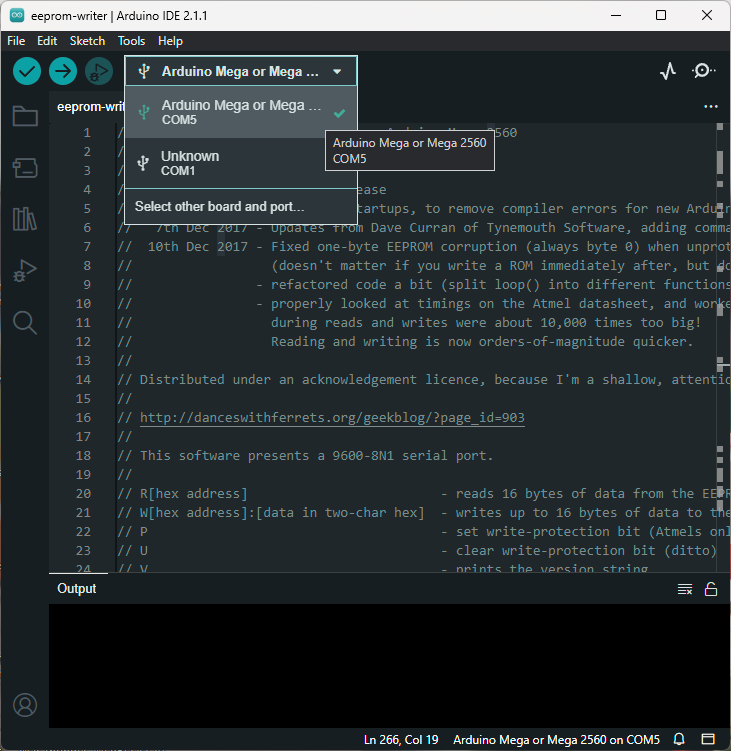 eeprom-writer | Arduino IDE 2.1.1
File Edit Sketch Tools Help
Arduino Mega or Mega ...
eeprom-writ
Arduino Mega or Mega ...
COM5
Arduino Mega or Mega 2560
COM5
Unknown
COM1
Select other board and port...
1 // 2560
2 //
3 //
4 // ease
5 // tartups, to remove compiler errors for new Arduin
6 // 7th Dec 2017 - Updates from Dave Curran of Tynemouth Software, adding comma
7 // 10th Dec 2017 - Fixed one-byte EEPROM corruption (always byte 0) when unprot
8 // (doesn't matter if you write a ROM immediately after, but do
9 // - refactored code a bit (split loop() into different functions
10 // - properly looked at timings on the Atmel datasheet, and worke
11 // during reads and writes were about 10,000 times too big!
12 // Reading and writing is now orders-of-magnitude quicker.
13 //
14 // Distributed under an acknowledgement licence, because I'm a shallow, attentio
15 //
16 // http://danceswithferrets.org/geekblog/?page_id=903
17 //
18 // This software presents a 9600-8N1 serial port.
19 //
20 // R[hex address] - reads 16 bytes of data from the EEPR
21 // W[hex address]:[data in two-char hex] - writes up to 16 bytes of data to the
22 // P - set write-protection bit (Atmels onl
23 // U - clear write-protection bit (ditto)
24 // V - prints the version string
Output
Ln 266, Col 19 Arduino Mega or Mega 2560 on COM5